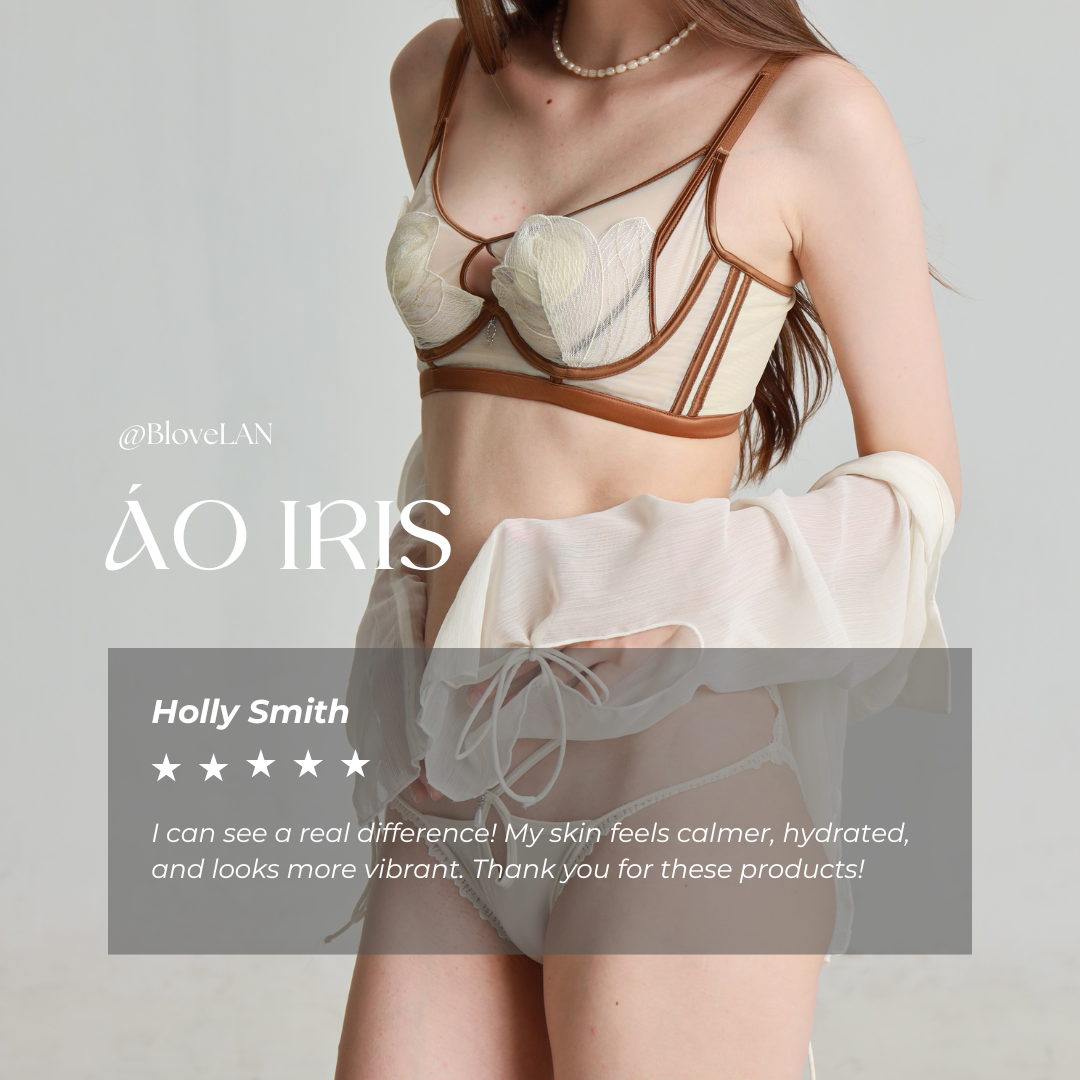 @BloveLAN
ÁO IRIS
Holly Smith
★ ★ ★ ★ ★
I can see a real difference! My skin feels calmer, hydrated,
and looks more vibrant. Thank you for these products!